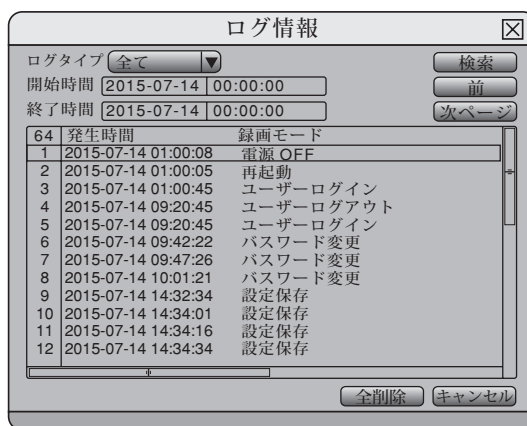 ログ情報
ログタイプ 全て 検索
開始時間 2015-07-14 00:00:00 前
終了時間 2015-07-14 00:00:00 次ページ
64 発生時間 録画モード
1 2015-07-14 01:00:08 電源 OFF
2 2015-07-14 01:00:05 再起動
3 2015-07-14 01:00:45 ユーザーログイン
4 2015-07-14 09:20:45 ユーザーログアウト
5 2015-07-14 09:20:45 ユーザーログイン
6 2015-07-14 09:42:22 パスワード変更
7 2015-07-14 09:47:26 パスワード変更
8 2015-07-14 10:01:21 パスワード変更
9 2015-07-14 14:32:34 設定保存
10 2015-07-14 14:34:01 設定保存
11 2015-07-14 14:34:16 設定保存
12 2015-07-14 14:34:34 設定保存
全削除 キャンセル